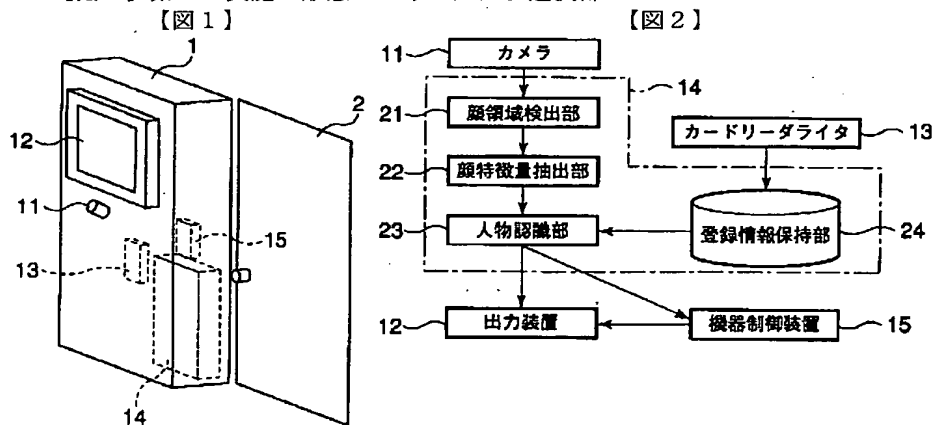 【図1】
1
2
12
11
13
15
14
【図2】
11
カメラ
14
21
顔領域検出部
カードリーダライタ
13
22
顔特徴量抽出部
23
人物認識部
登録情報保持部
24
12
出力装置
機器制御装置
15